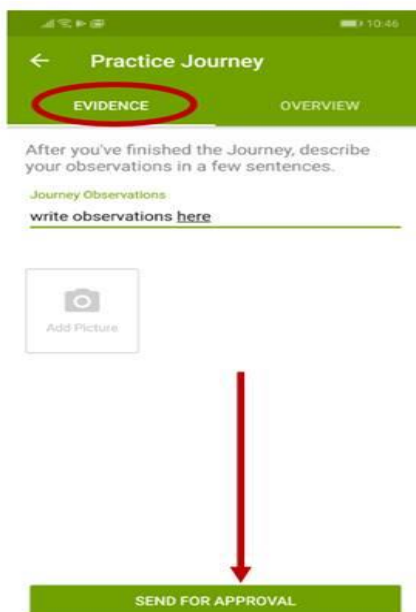 10:46
← Practice Journey
EVIDENCE OVERVIEW
After you've finished the Journey, describe
your observations in a few sentences.
Journey Observations
write observations here
Add Picture
SEND FOR APPROVAL